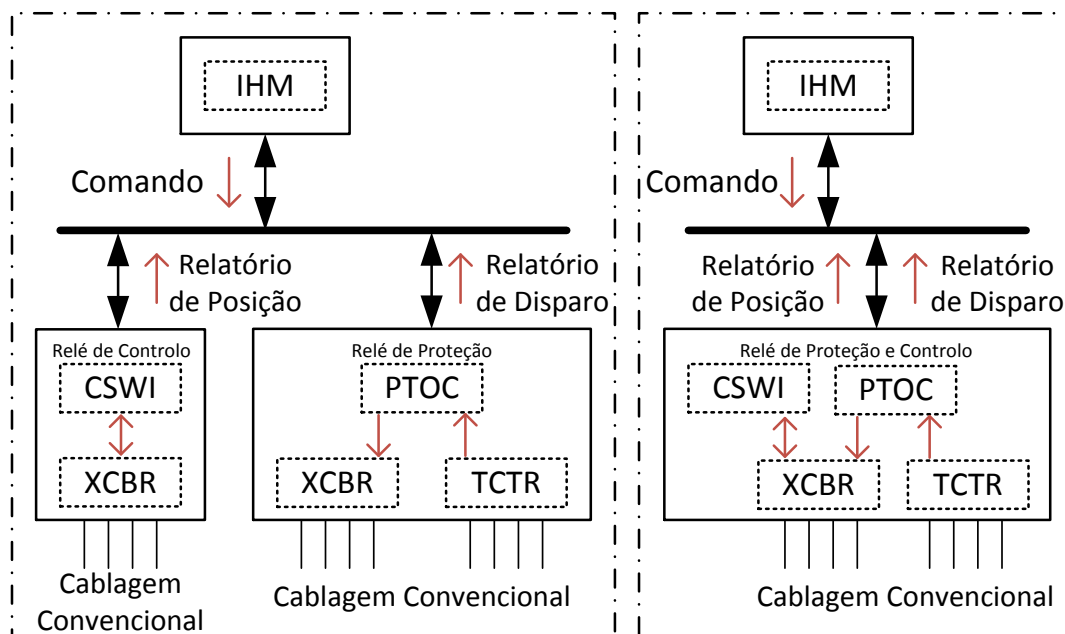 IHM
Comando
Relatório
de Posição
Relatório
de Disparo
Relé de Controlo
CSWI
XCBR
Relé de Proteção
PTOC
XCBR
TCTR
Cablagem
Convencional
Cablagem Convencional
IHM
Comando
Relatório
de Posição
Relatório
de Disparo
Relé de Proteção e Controlo
CSWI
PTOC
XCBR
TCTR
Cablagem Convencional